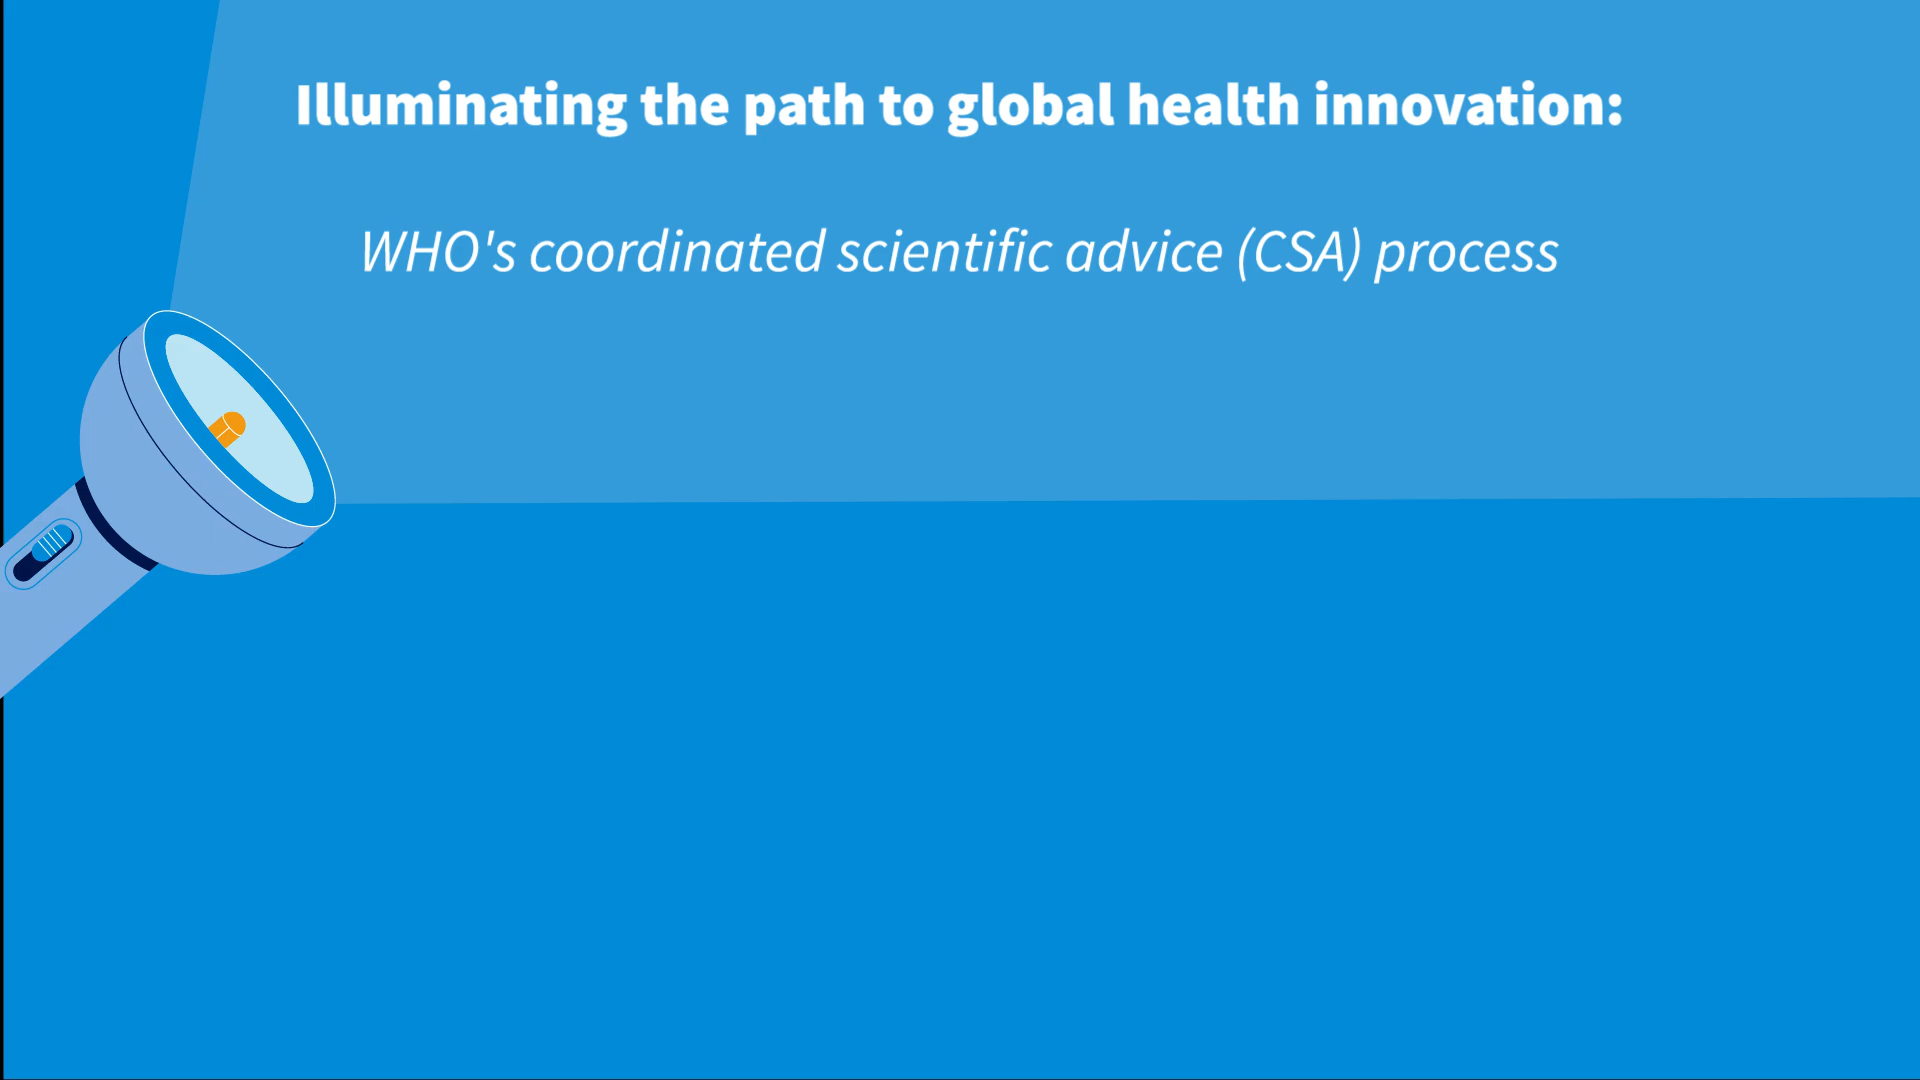 Illuminating the path to global health innovation:
WHO's coordinated scientific advice (CSA) process